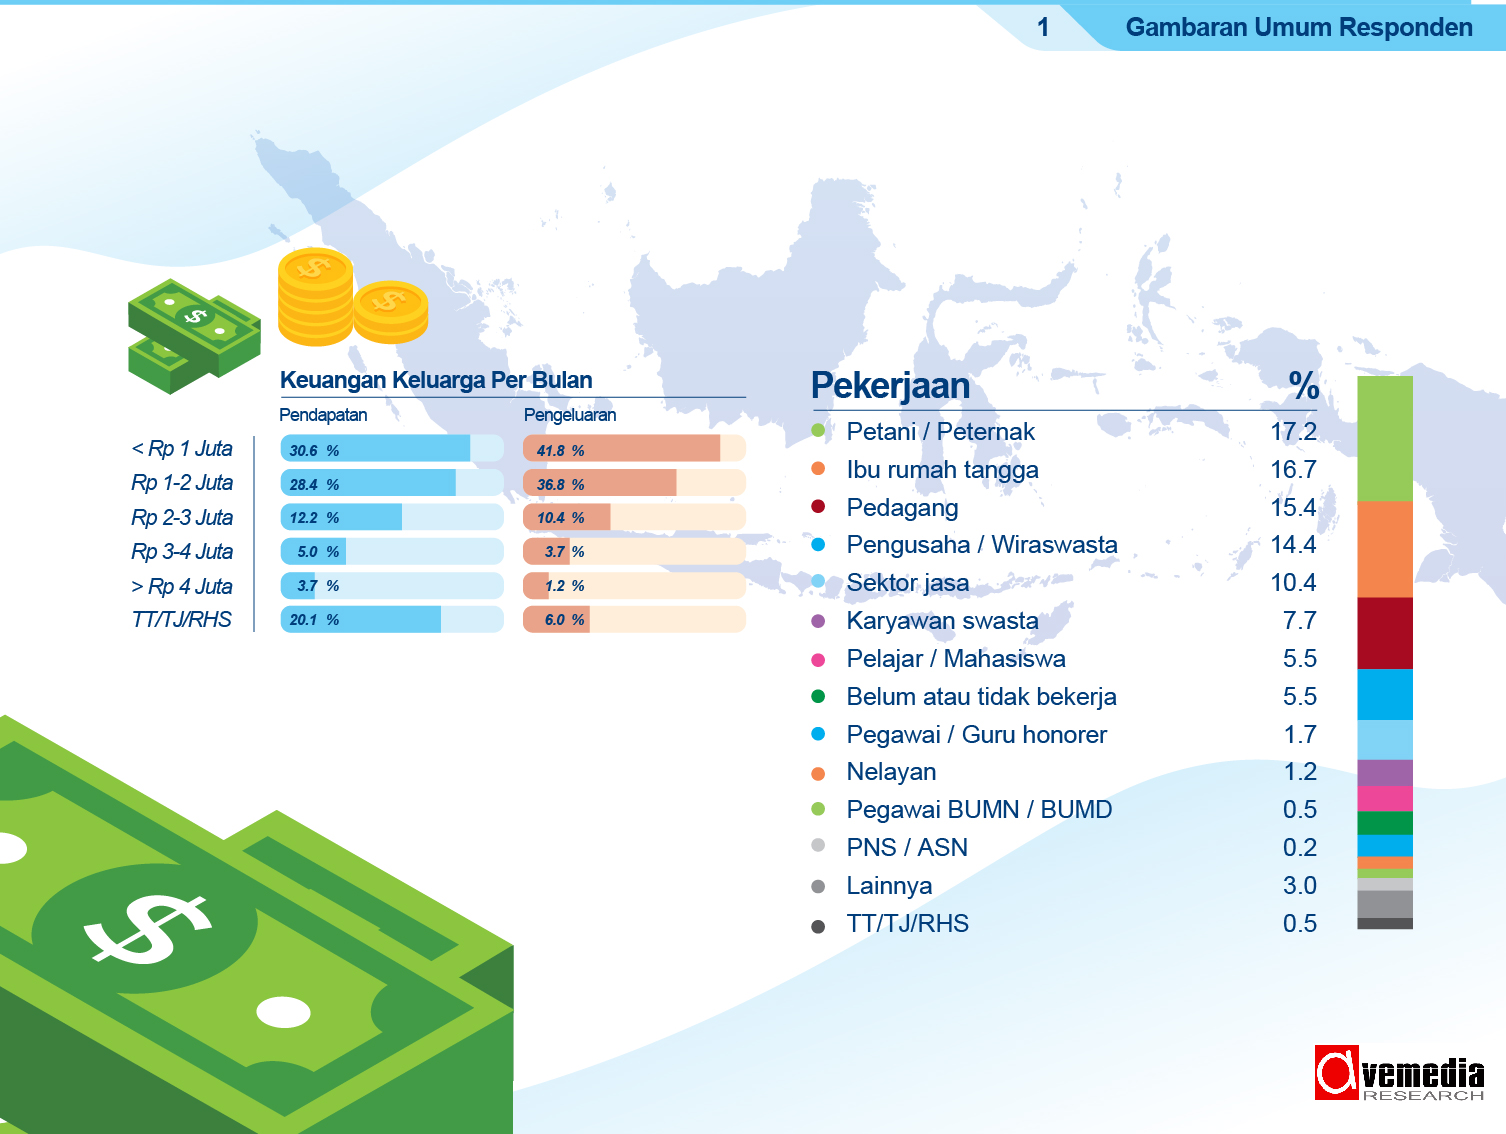 1 Gambaran Umum Responden
Keuangan Keluarga Per Bulan
Pendapatan Pengeluaran
< Rp 1 Juta 30.6 % 41.8 %
Rp 1-2 Juta 28.4 % 36.8 %
Rp 2-3 Juta 12.2 % 10.4 %
Rp 3-4 Juta 5.0 % 3.7 %
> Rp 4 Juta 3.7 % 1.2 %
TT/TJ/RHS 20.1 % 6.0 %
Pekerjaan %
Petani / Peternak 17.2
Ibu rumah tangga 16.7
Pedagang 15.4
Pengusaha / Wiraswasta 14.4
Sektor jasa 10.4
Karyawan swasta 7.7
Pelajar / Mahasiswa 5.5
Belum atau tidak bekerja 5.5
Pegawai / Guru honorer 1.7
Nelayan 1.2
Pegawai BUMN / BUMD 0.5
PNS / ASN 0.2
Lainnya 3.0
TT/TJ/RHS 0.5
avemedia
RESEARCH